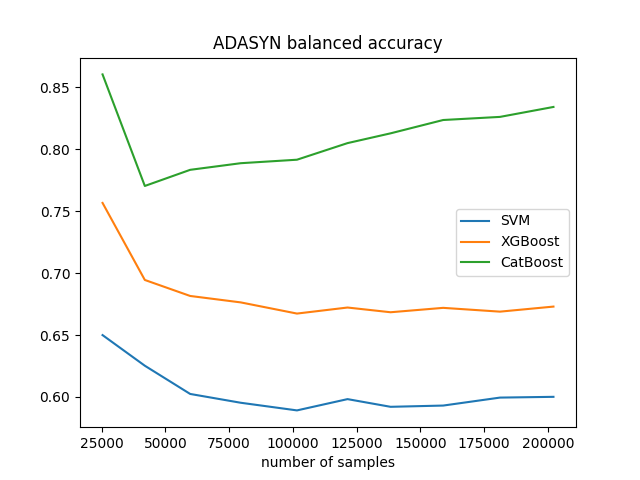 ADASYN balanced accuracy
0.85
0.80
0.75
0.70
0.65
0.60
SVM
XGBoost
CatBoost
25000 50000 75000 100000 125000 150000 175000 200000
number of samples